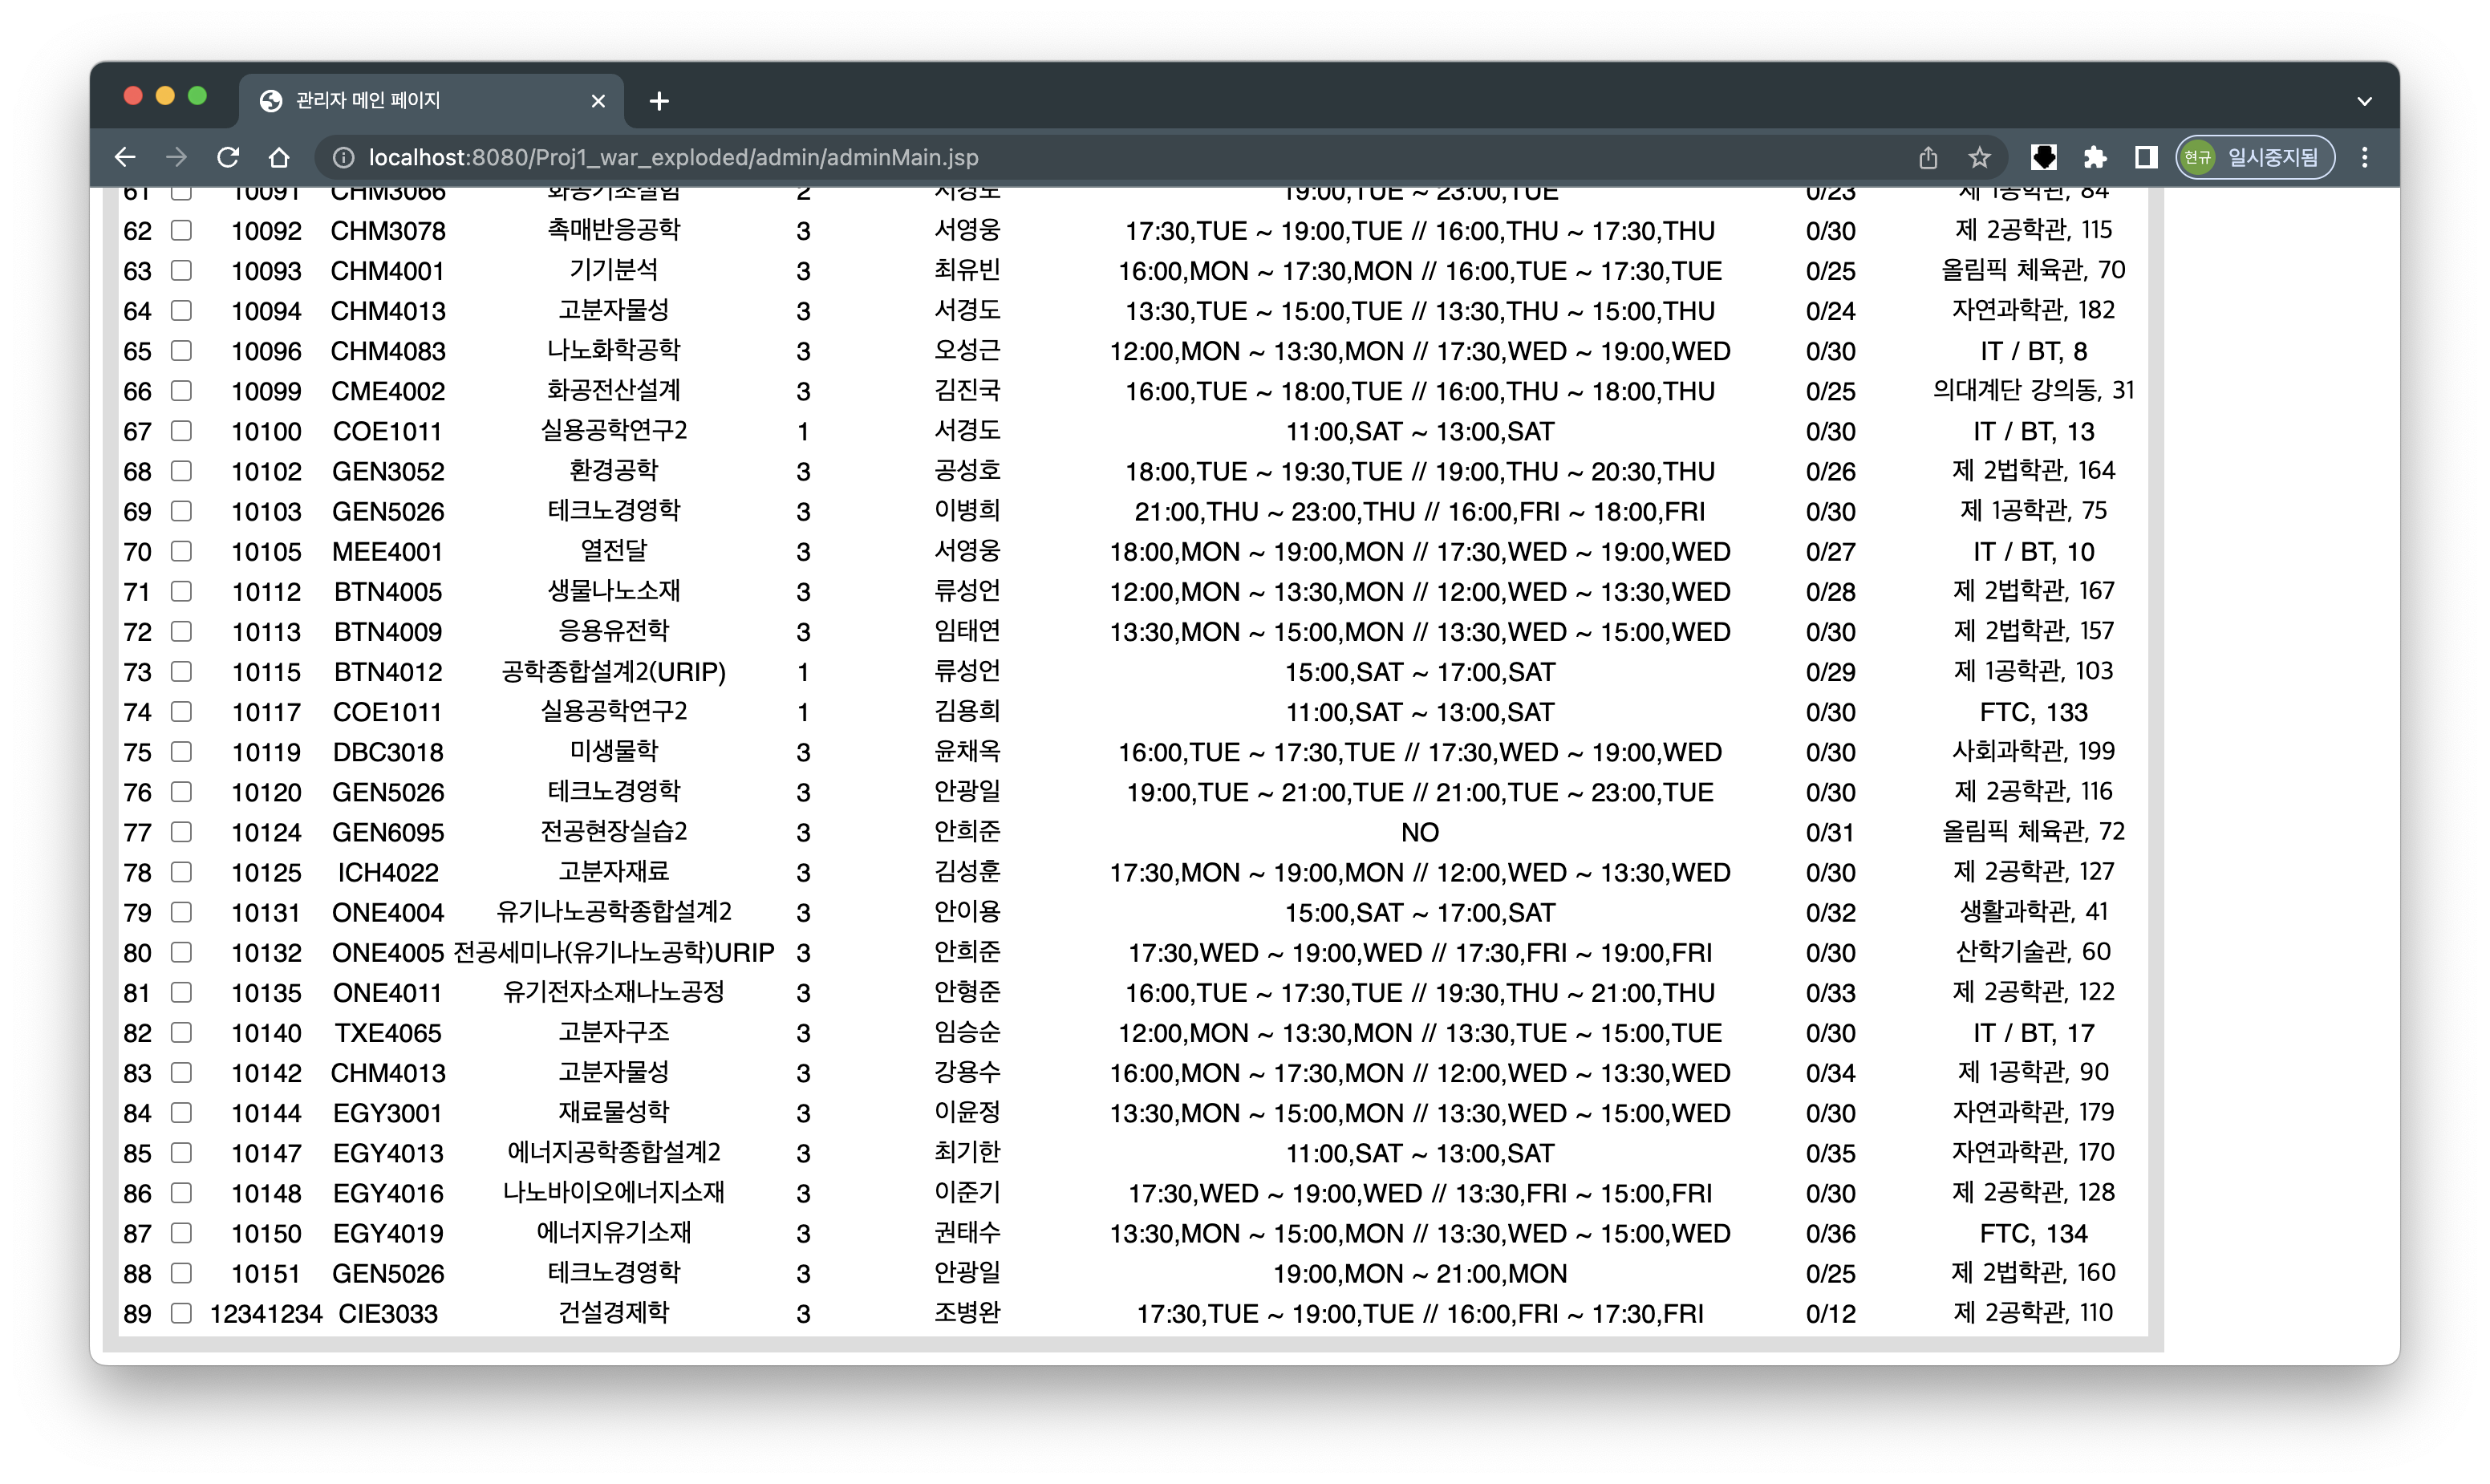 관리자 메인 페이지
localhost:8080/Proj1_war_exploded/admin/adminMain.jsp
현규 일시중지됨
61 10091 CHM3066 화공기초실험 2 서경도 19:00,TUE ~ 23:00,TUE 0/23 제 1공학관, 84
62 10092 CHM3078 촉매반응공학 3 서영웅 17:30,TUE ~ 19:00,TUE // 16:00,THU ~ 17:30,THU 0/30 제 2공학관, 115
63 10093 CHM4001 기기분석 3 최유빈 16:00,MON ~ 17:30,MON // 16:00,TUE ~ 17:30,TUE 0/25 올림픽 체육관, 70
64 10094 CHM4013 고분자물성 3 서경도 13:30,TUE ~ 15:00,TUE // 13:30,THU ~ 15:00,THU 0/24 자연과학관, 182
65 10096 CHM4083 나노화학공학 3 오성근 12:00,MON ~ 13:30,MON // 17:30,WED ~ 19:00,WED 0/30 IT / BT, 8
66 10099 CME4002 화공전산설계 3 김진국 16:00,TUE ~ 18:00,TUE // 16:00,THU ~ 18:00,THU 0/25 의대계단 강의동, 31
67 10100 COE1011 실용공학연구2 1 서경도 11:00,SAT ~ 13:00,SAT 0/30 IT / BT, 13
68 10102 GEN3052 환경공학 3 공성호 18:00,TUE ~ 19:30,TUE // 19:00,THU ~ 20:30,THU 0/26 제 2법학관, 164
69 10103 GEN5026 테크노경영학 3 이병희 21:00,THU ~ 23:00,THU // 16:00,FRI ~ 18:00,FRI 0/30 제 1공학관, 75
70 10105 MEE4001 열전달 3 서영웅 18:00,MON ~ 19:00,MON // 17:30,WED ~ 19:00,WED 0/27 IT / BT, 10
71 10112 BTN4005 생물나노소재 3 류성언 12:00,MON ~ 13:30,MON // 12:00,WED ~ 13:30,WED 0/28 제 2법학관, 167
72 10113 BTN4009 응용유전학 3 임태연 13:30,MON ~ 15:00,MON // 13:30,WED ~ 15:00,WED 0/30 제 2법학관, 157
73 10115 BTN4012 공학종합설계2(URIP) 1 류성언 15:00,SAT ~ 17:00,SAT 0/29 제 1공학관, 103
74 10117 COE1011 실용공학연구2 1 김용희 11:00,SAT ~ 13:00,SAT 0/30 FTC, 133
75 10119 DBC3018 미생물학 3 윤채옥 16:00,TUE ~ 17:30,TUE // 17:30,WED ~ 19:00,WED 0/30 사회과학관, 199
76 10120 GEN5026 테크노경영학 3 안광일 19:00,TUE ~ 21:00,TUE // 21:00,TUE ~ 23:00,TUE 0/30 제 2공학관, 116
77 10124 GEN6095 전공현장실습2 3 안희준 NO 0/31 올림픽 체육관, 72
78 10125 ICH4022 고분자재료 3 김성훈 17:30,MON ~ 19:00,MON // 12:00,WED ~ 13:30,WED 0/30 제 2공학관, 127
79 10131 ONE4004 유기나노공학종합설계2 3 안이용 15:00,SAT ~ 17:00,SAT 0/32 생활과학관, 41
80 10132 ONE4005 전공세미나(유기나노공학)URIP 3 안희준 17:30,WED ~ 19:00,WED // 17:30,FRI ~ 19:00,FRI 0/30 산학기술관, 60
81 10135 ONE4011 유기전자소재나노공정 3 안형준 16:00,TUE ~ 17:30,TUE // 19:30,THU ~ 21:00,THU 0/33 제 2공학관, 122
82 10140 TXE4065 고분자구조 3 임승순 12:00,MON ~ 13:30,MON // 13:30,TUE ~ 15:00,TUE 0/30 IT / BT, 17
83 10142 CHM4013 고분자물성 3 강용수 16:00,MON ~ 17:30,MON // 12:00,WED ~ 13:30,WED 0/34 제 1공학관, 90
84 10144 EGY3001 재료물성학 3 이윤정 13:30,MON ~ 15:00,MON // 13:30,WED ~ 15:00,WED 0/30 자연과학관, 179
85 10147 EGY4013 에너지공학종합설계2 3 최기한 11:00,SAT ~ 13:00,SAT 0/35 자연과학관, 170
86 10148 EGY4016 나노바이오에너지소재 3 이준기 17:30,WED ~ 19:00,WED // 13:30,FRI ~ 15:00,FRI 0/30 제 2공학관, 128
87 10150 EGY4019 에너지유기소재 3 권태수 13:30,MON ~ 15:00,MON // 13:30,WED ~ 15:00,WED 0/36 FTC, 134
88 10151 GEN5026 테크노경영학 3 안광일 19:00,MON ~ 21:00,MON 0/25 제 2법학관, 160
89 12341234 CIE3033 건설경제학 3 조병완 17:30,TUE ~ 19:00,TUE // 16:00,FRI ~ 17:30,FRI 0/12 제 2공학관, 110